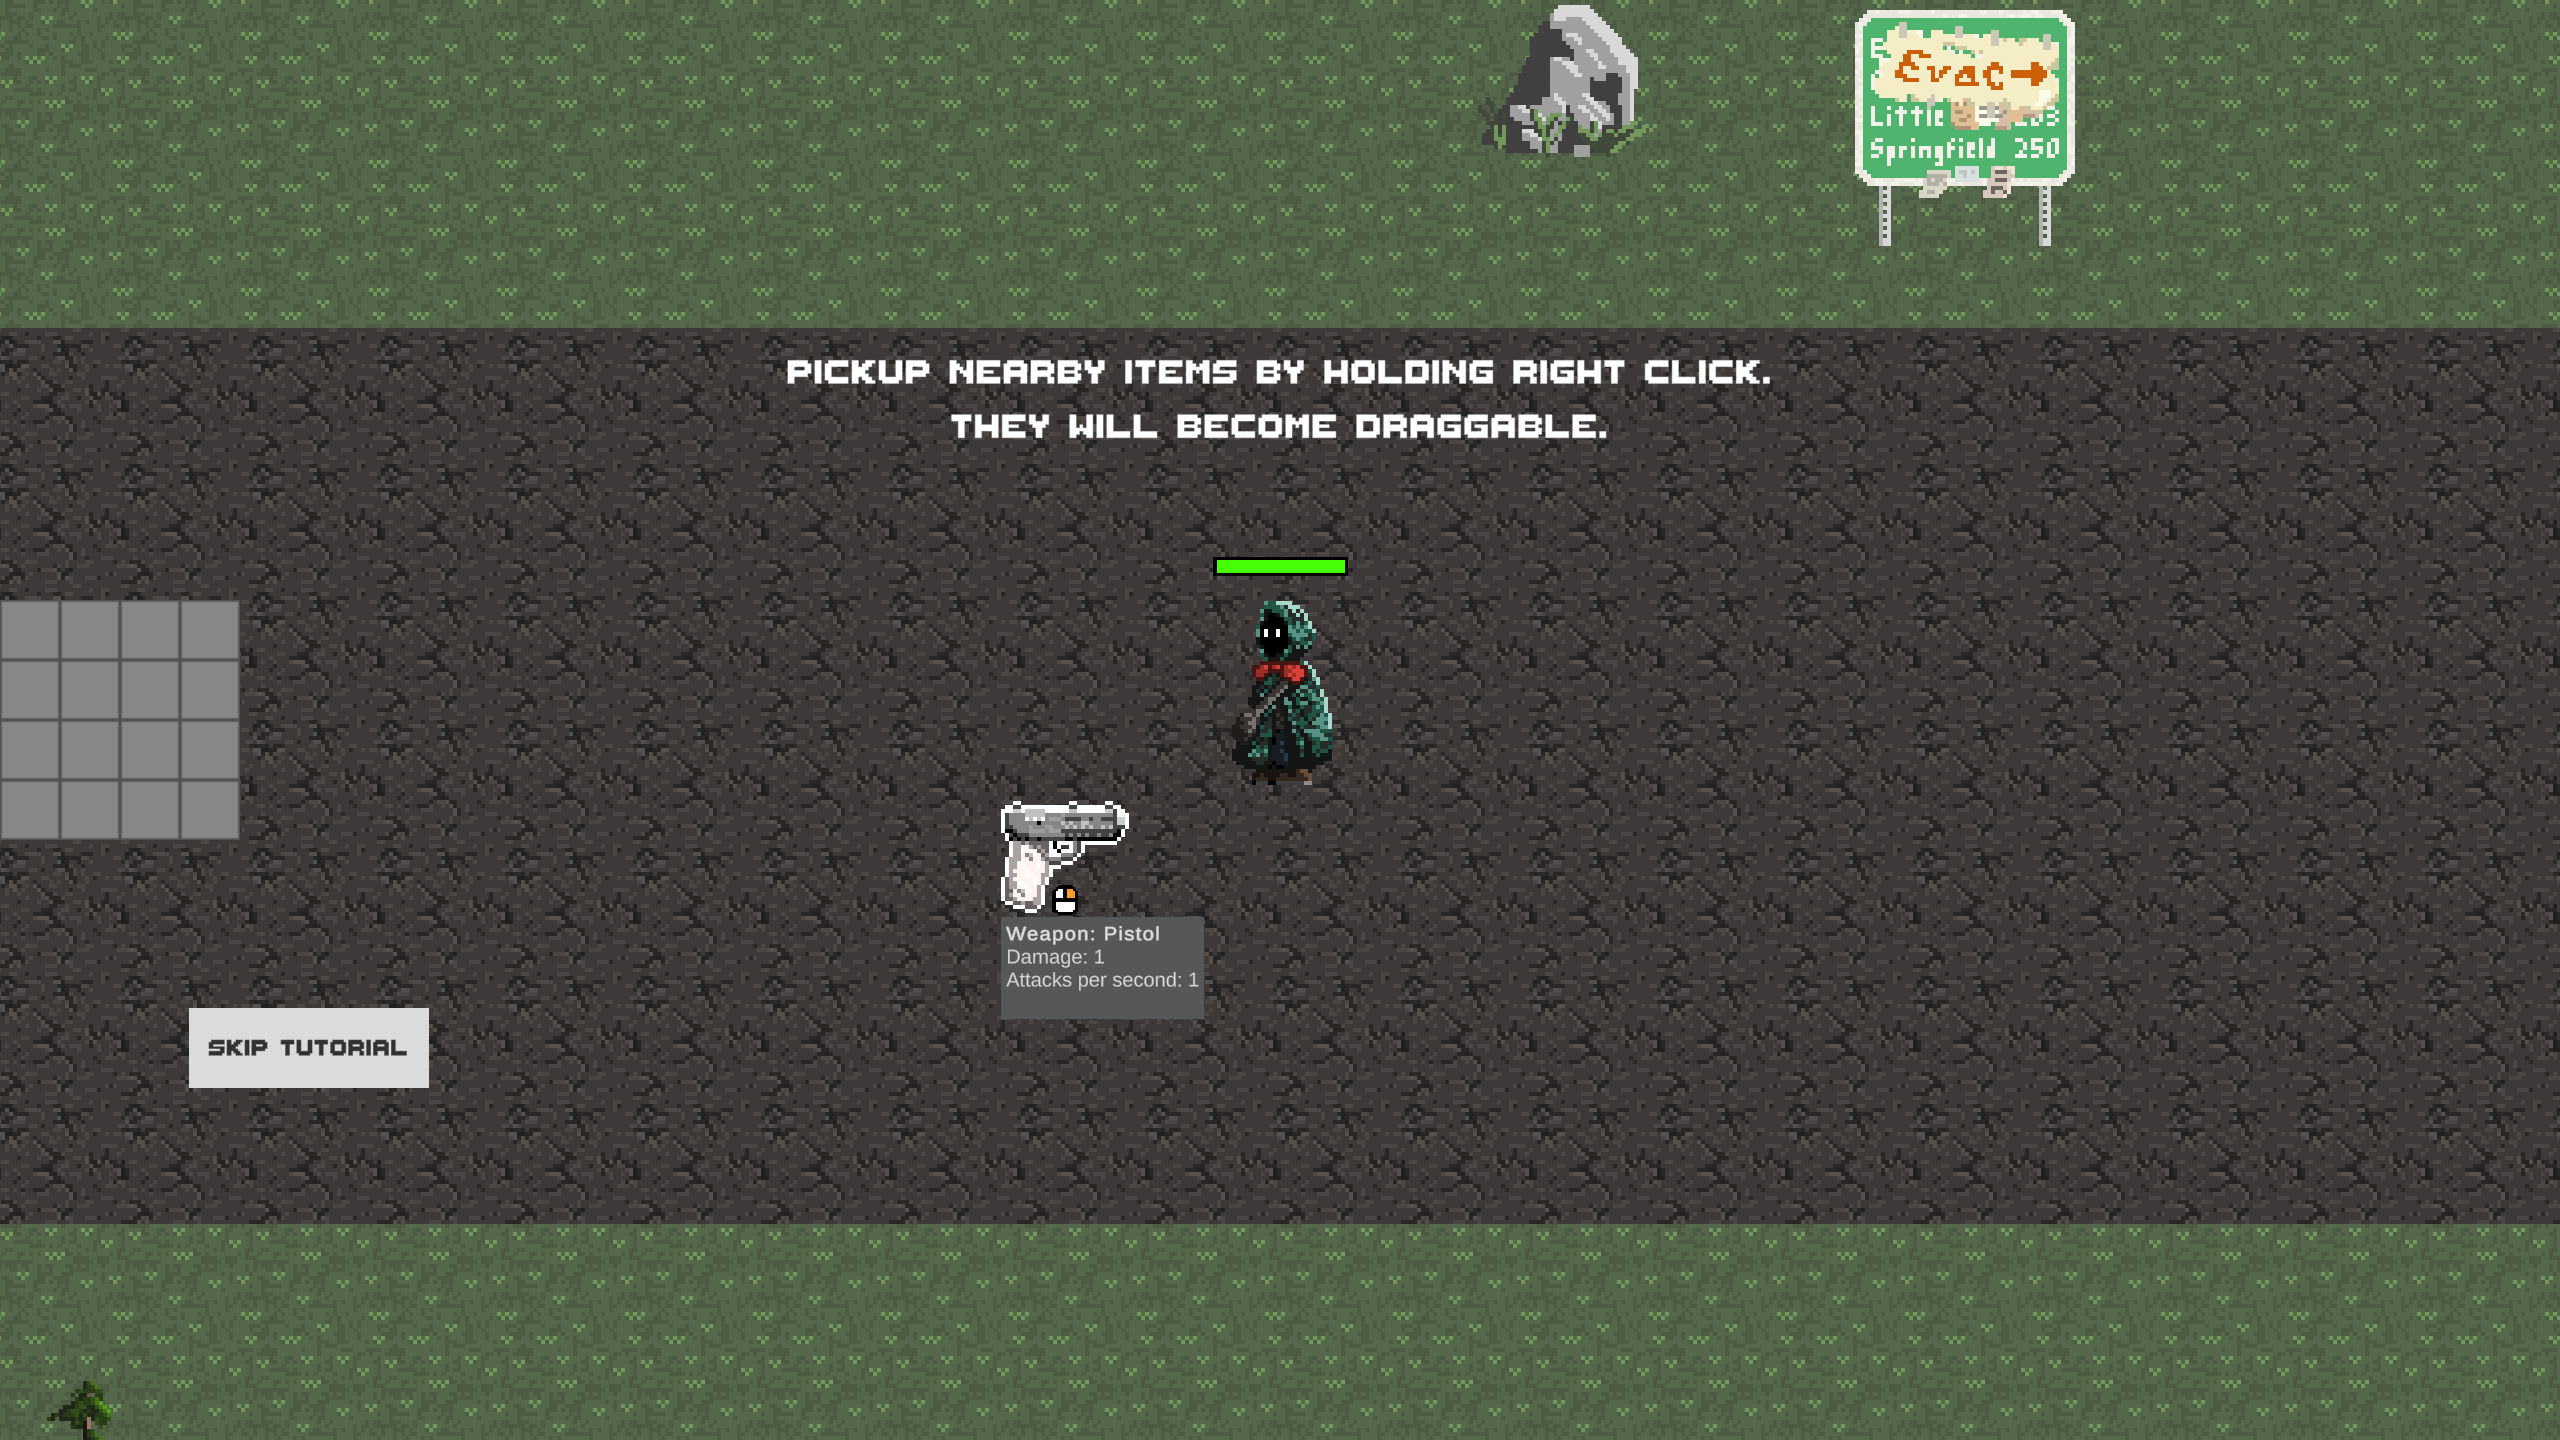 Evac
Little
Springfield 250
PICKUP NEARBY ITEMS BY HOLDING RIGHT CLICK.
THEY WILL BECOME DRAGGABLE.
Weapon: Pistol
Damage: 1
Attacks per second: 1
SKIP TUTORIAL